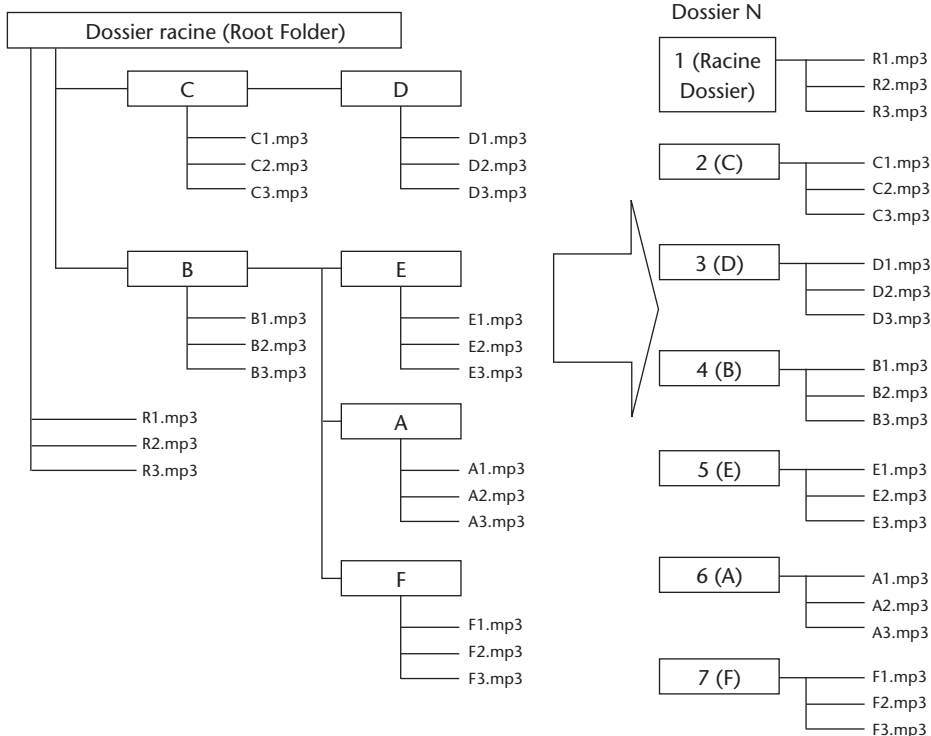 Dossier racine (Root Folder)
C
C1.mp3
C2.mp3
C3.mp3
D
D1.mp3
D2.mp3
D3.mp3
B
B1.mp3
B2.mp3
B3.mp3
E
E1.mp3
E2.mp3
E3.mp3
R1.mp3
R2.mp3
R3.mp3
A
A1.mp3
A2.mp3
A3.mp3
F
F1.mp3
F2.mp3
F3.mp3
Dossier N
1 (Racine
Dossier)
R1.mp3
R2.mp3
R3.mp3
2 (C)
C1.mp3
C2.mp3
C3.mp3
3 (D)
D1.mp3
D2.mp3
D3.mp3
4 (B)
B1.mp3
B2.mp3
B3.mp3
5 (E)
E1.mp3
E2.mp3
E3.mp3
6 (A)
A1.mp3
A2.mp3
A3.mp3
7 (F)
F1.mp3
F2.mp3
F3.mp3